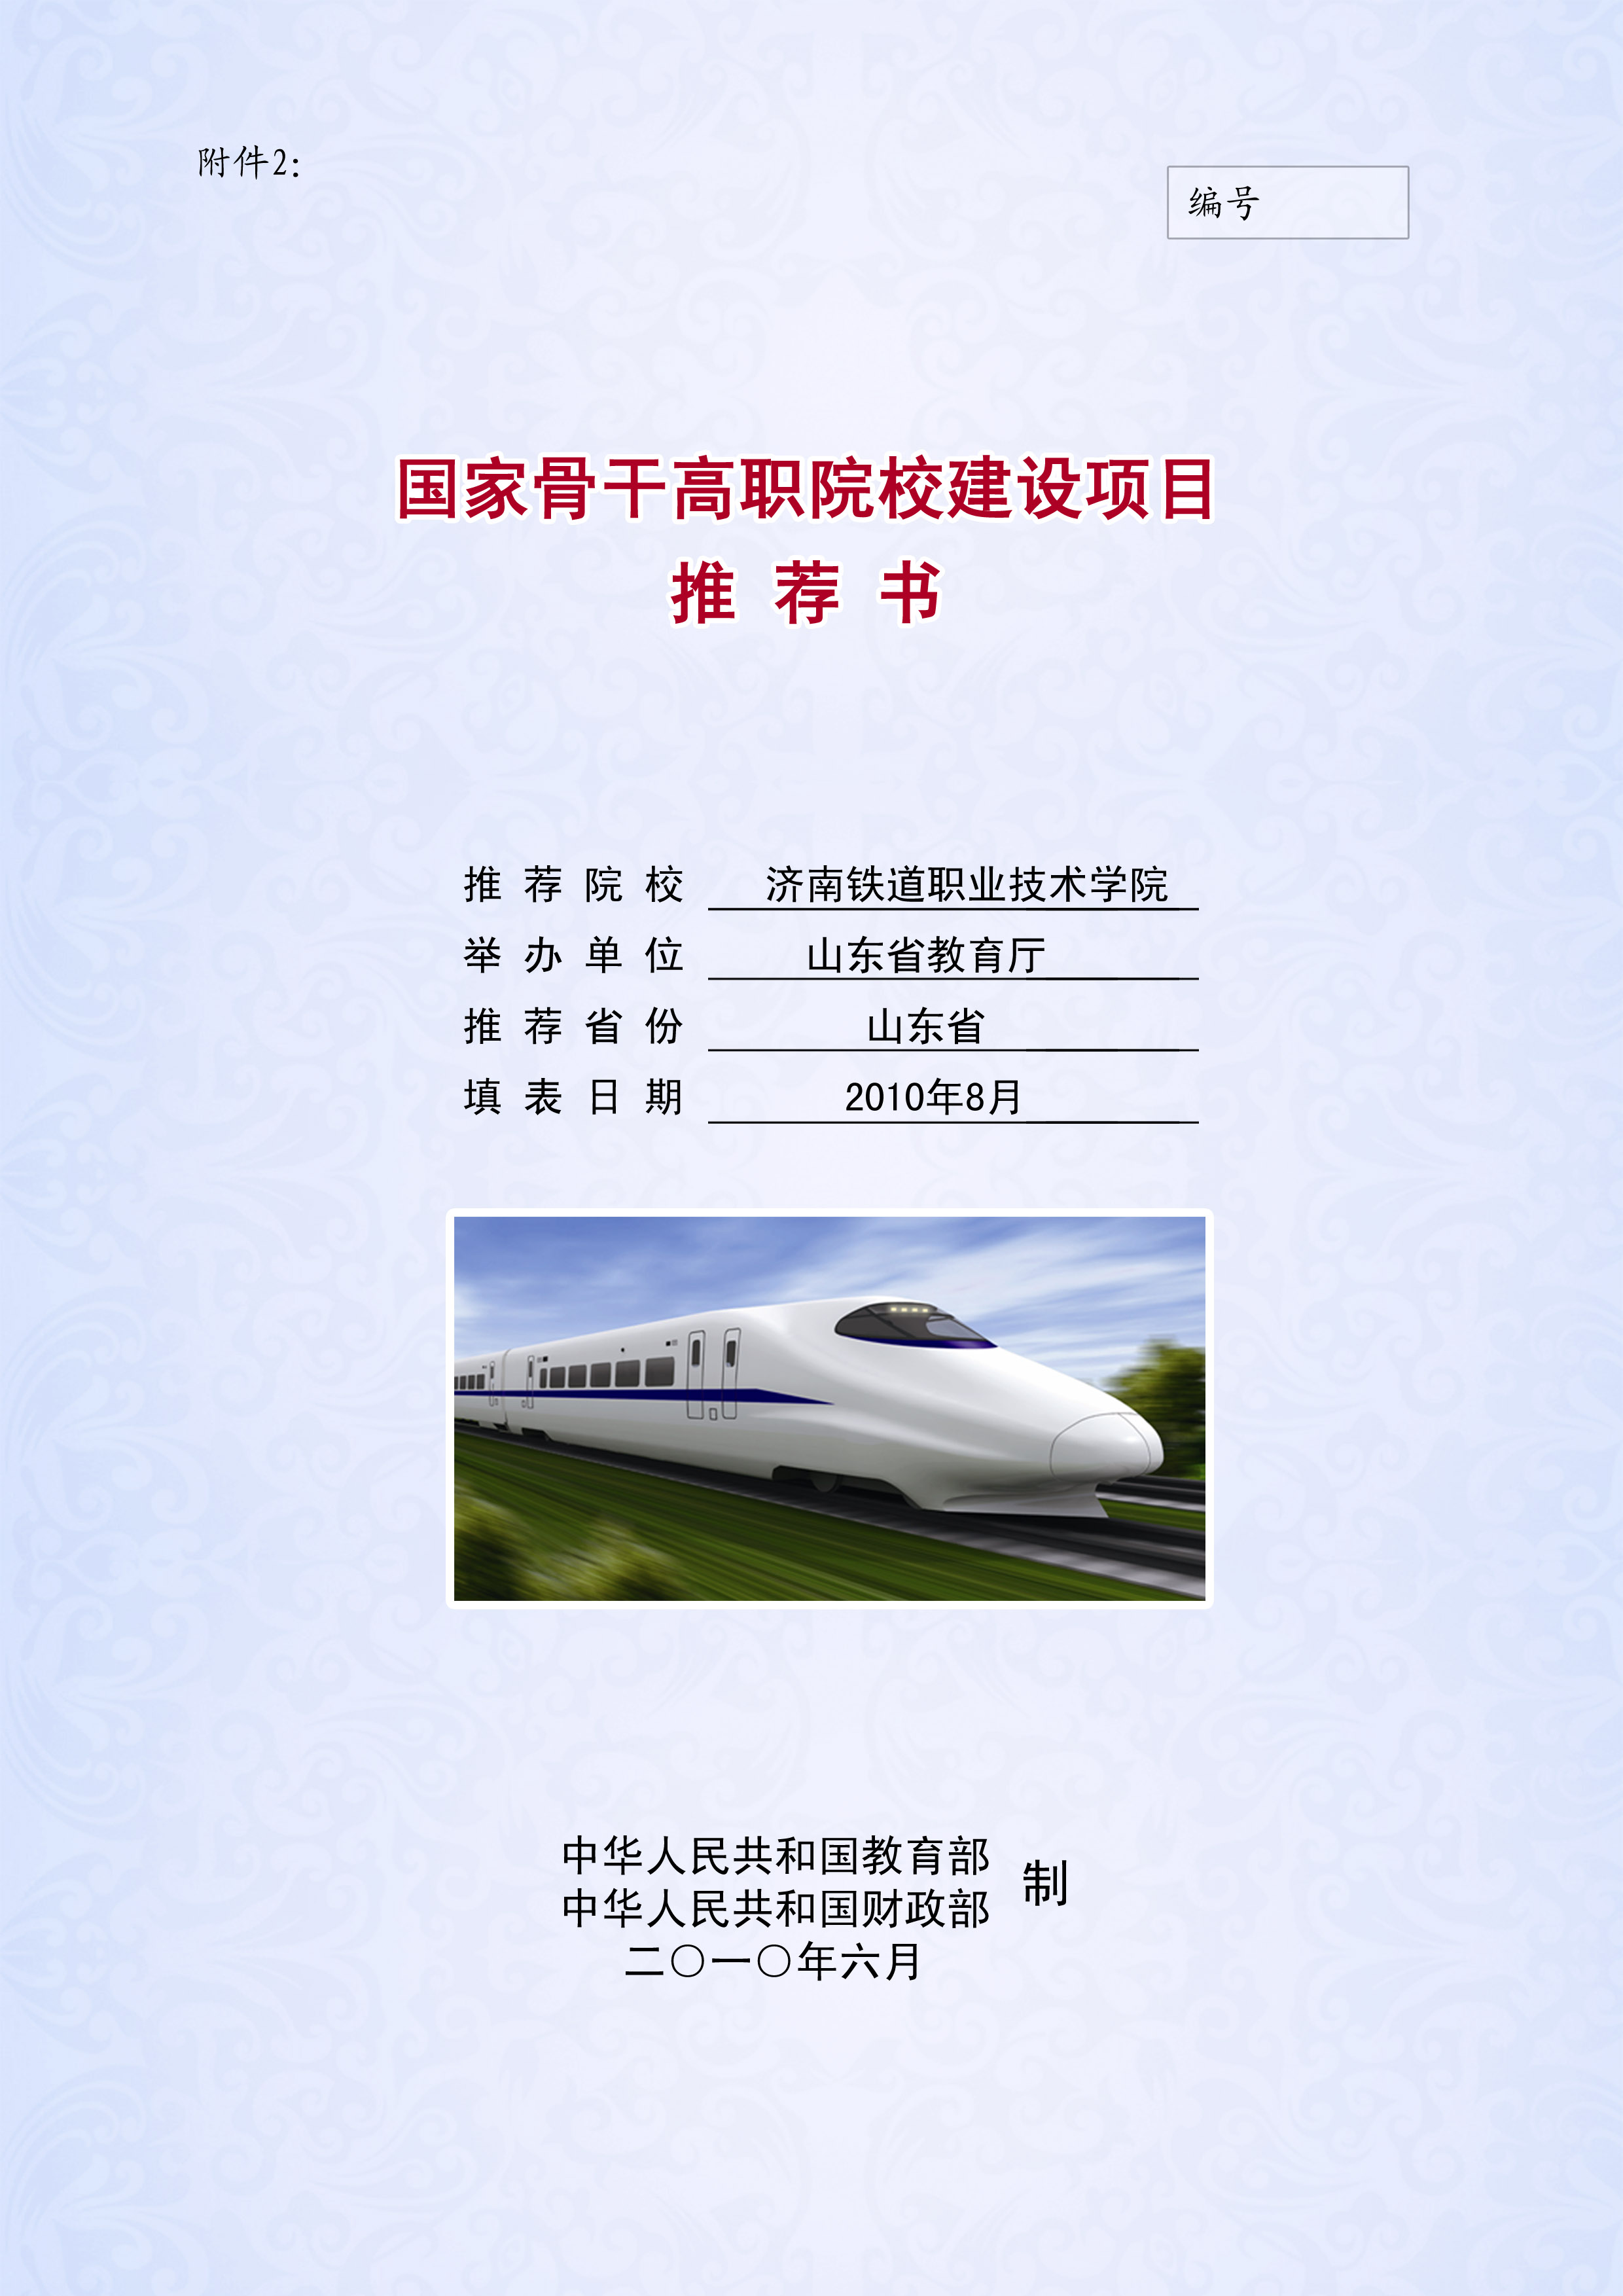 附件2：
编号
国家骨干高职院校建设项目
推 荐 书
推 荐 院 校 济南铁道职业技术学院
举 办 单 位 山东省教育厅
推 荐 省 份 山东省
填 表 日 期 2010年8月
中华人民共和国教育部
制
中华人民共和国财政部
二〇一〇年六月